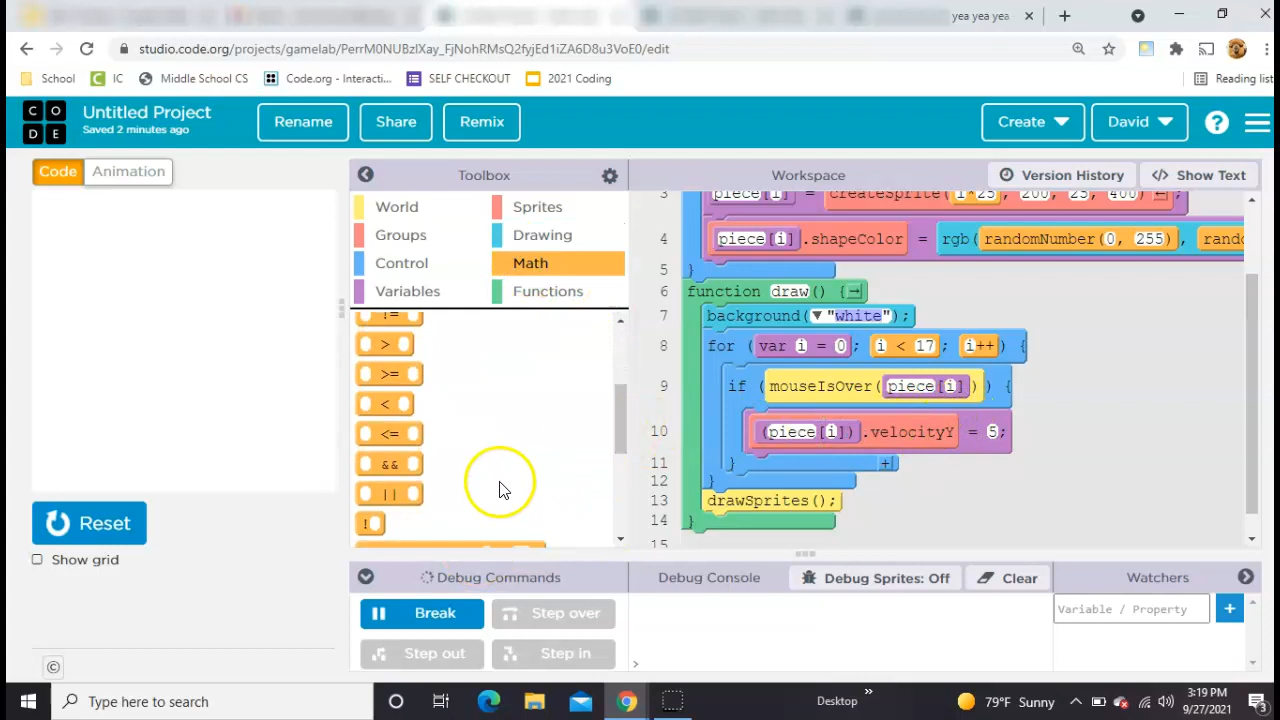 yea yea yea
studio.code.org/projects/gamelab/PerrM0NUBzlXay_FjNohRMsQ2fyjEd1iZA6D8u3VoE0/edit
School IC Middle School CS Code.org - Interacti... SELF CHECKOUT 2021 Coding Reading list
CODE
Untitled Project
Saved 2 minutes ago
Rename Share Remix Create David ?
Code Animation
Toolbox
Workspace
Version History
</> Show Text
World Sprites
Groups Drawing
Control Math
Variables Functions
!=
>
>=
<
<=
&&
||
!
3 piece[i] = createSprite(i*25, 200, 25, 400)
4 piece[i].shapeColor = rgb(randomNumber(0, 255),
5 }
6 function draw() {
7 background("white");
8 for (var i = 0; i < 17; i++) {
9 if (mouseIsOver(piece[i])) {
10 (piece[i]).velocityY = 5;
11 }
12 }
13 drawSprites();
14 }
15
Reset
Show grid
Debug Commands
Debug Console
Debug Sprites: Off
Clear
Watchers
Break Step over
Step out Step in
Variable / Property
+
>
©
Type here to search
Desktop
79°F Sunny
3:19 PM
9/27/2021
3